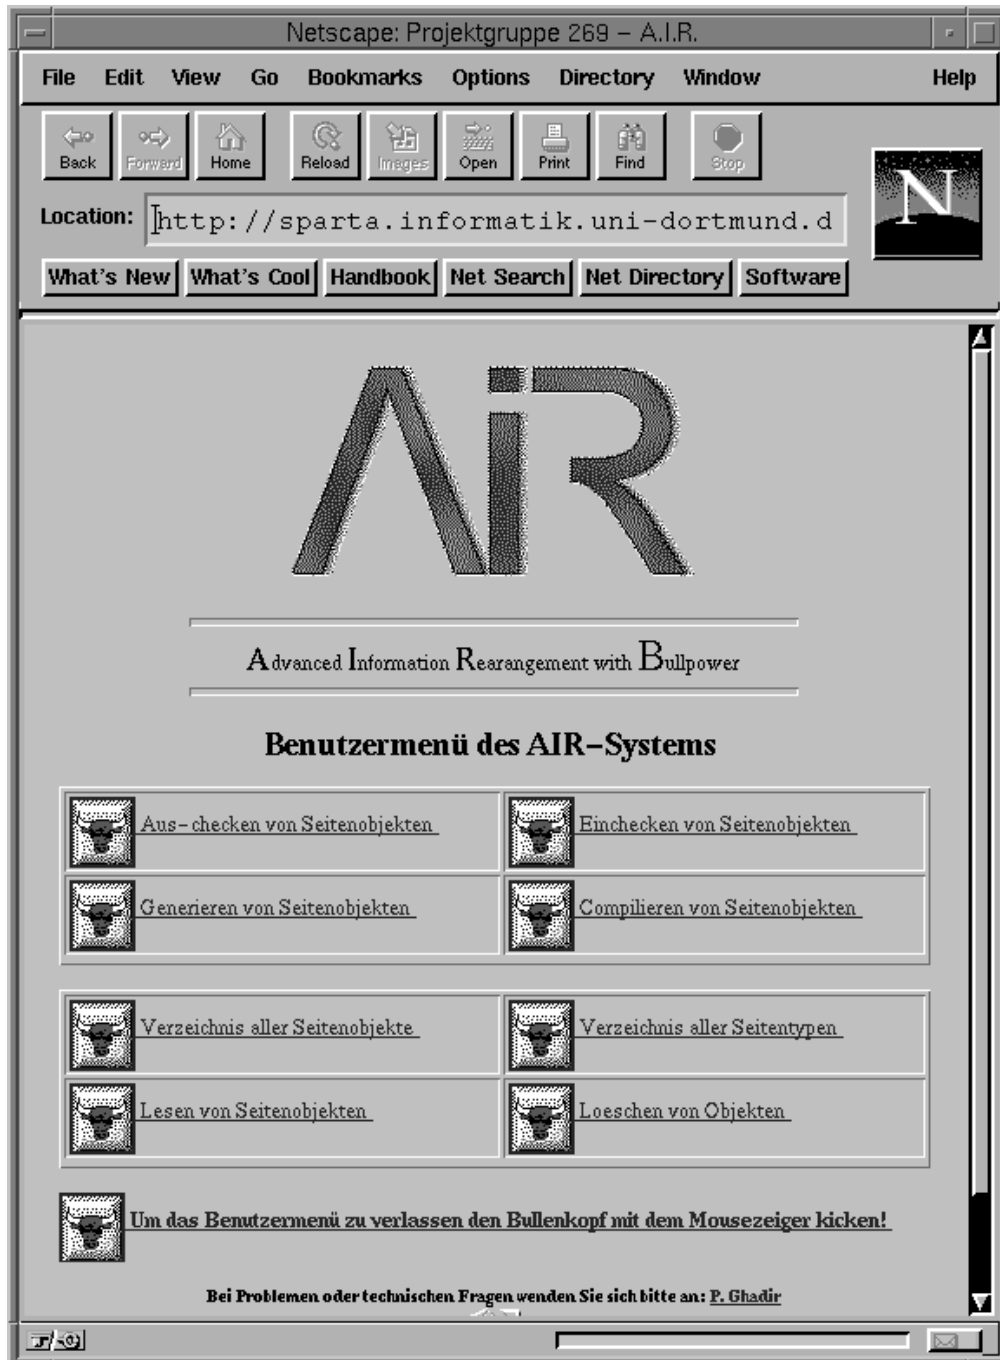 Netscape: Projektgruppe 269 – A.I.R.
File Edit View Go Bookmarks Options Directory Window Help
Back Forward Home Reload Images Open Print Find Stop
Location: http://sparta.informatik.uni-dortmund.d
N
What's New What's Cool Handbook Net Search Net Directory Software
AiR
Advanced Information Rearangement with Bullpower
Benutzermenü des AIR–Systems
Aus–checken von Seitenobjekten Einchecken von Seitenobjekten
Generieren von Seitenobjekten Compilieren von Seitenobjekten
Verzeichnis aller Seitenobjekte Verzeichnis aller Seitentypen
Lesen von Seitenobjekten Loeschen von Objekten
Um das Benutzermenü zu verlassen den Bullenkopf mit dem Mousezeiger kicken!
Bei Problemen oder technischen Fragen wenden Sie sich bitte an: P. Ghadir